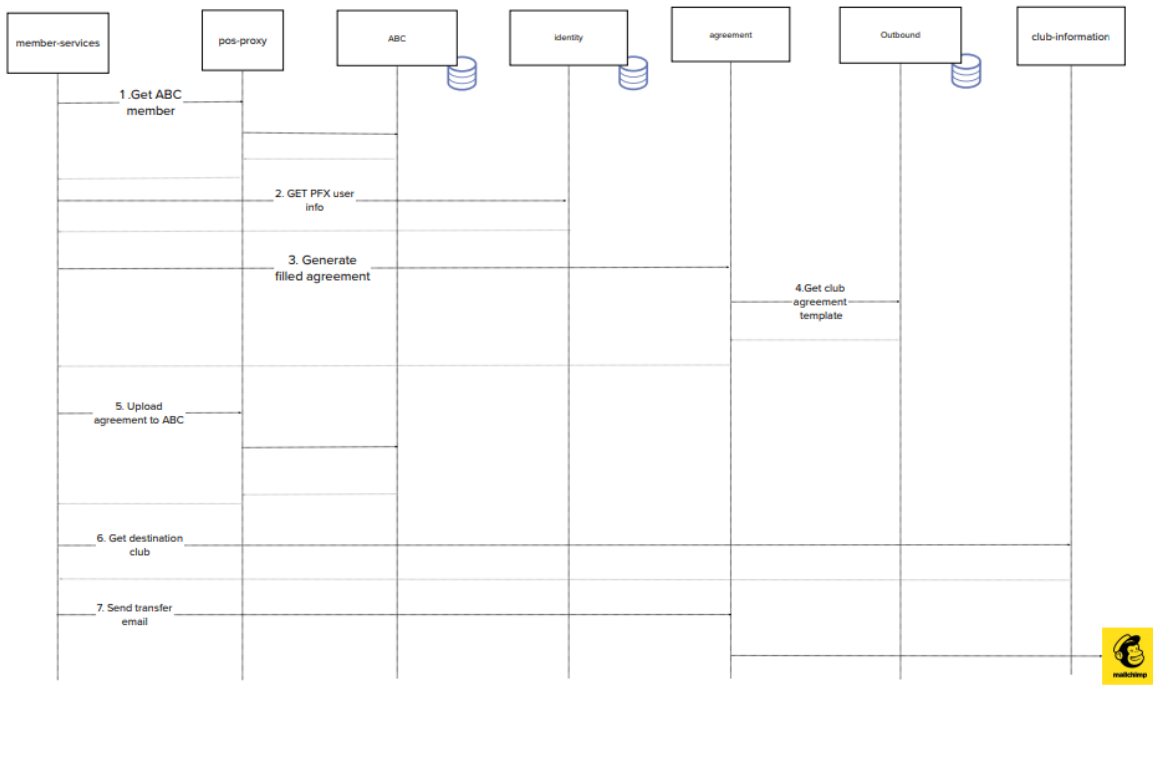 member-services
pos-proxy
ABC
identity
agreement
Outbound
club-information
1 .Get ABC
member
2. GET PFX user
info
3. Generate
filled agreement
4.Get club
agreement
template
5. Upload
agreement to ABC
6. Get destination
club
7. Send transfer
email
mailchimp